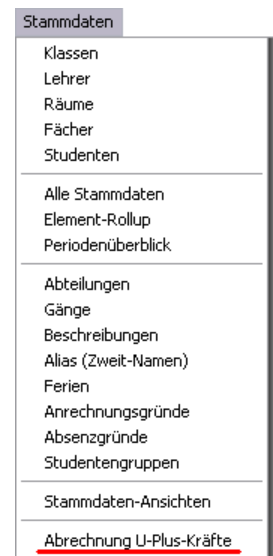 Stammdaten
Klassen
Lehrer
Räume
Fächer
Studenten
Alle Stammdaten
Element-Rollup
Periodenüberblick
Abteilungen
Gänge
Beschreibungen
Alias (Zweit-Namen)
Ferien
Anrechnungsgründe
Absenzgründe
Studentengruppen
Stammdaten-Ansichten
Abrechnung U-Plus-Kräfte